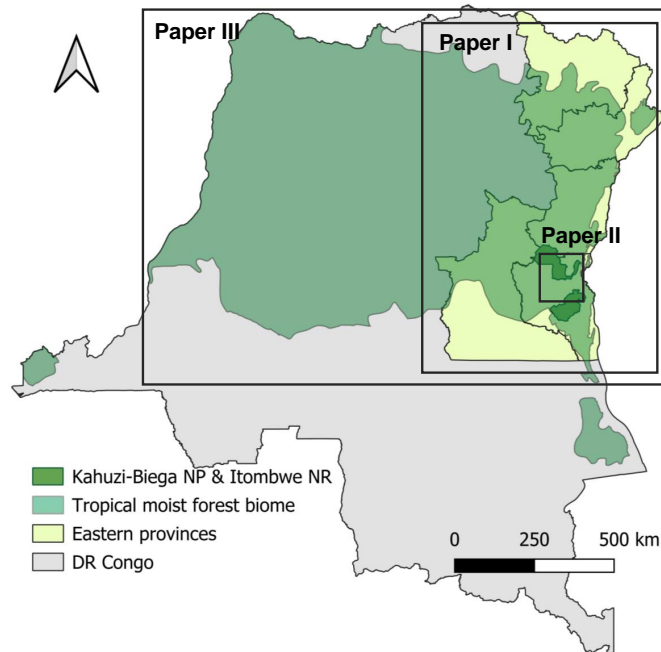 Paper III
Paper I
Paper II
Kahuzi-Biega NP & Itombwe NR
Tropical moist forest biome
Eastern provinces
DR Congo
0 250 500 km